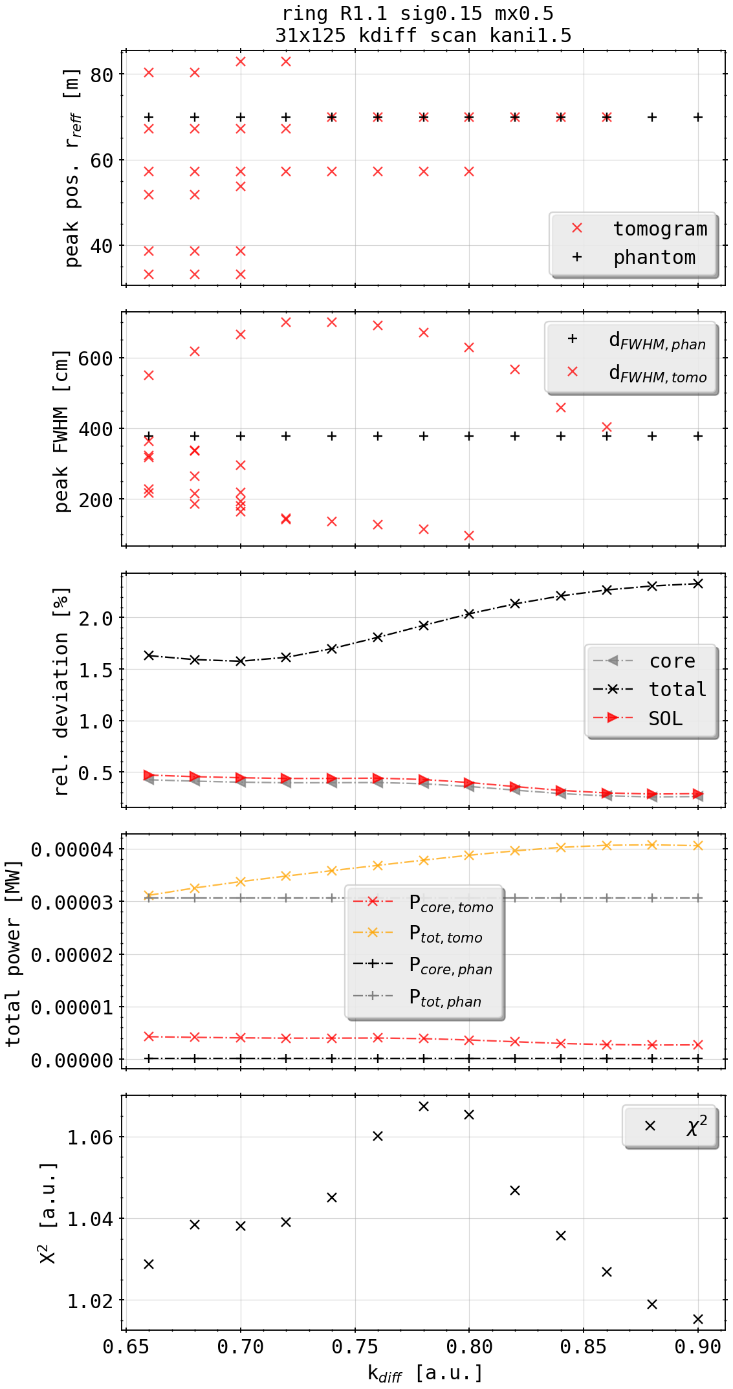 ring R1.1 sig0.15 mx0.5
31x125 kdiff scan kani1.5
peak pos. r_reff [m]
80
60
40
tomogram
phantom
peak FWHM [cm]
600
400
200
d_FWHM,phan
d_FWHM,tomo
rel. deviation [%]
2.0
1.5
1.0
0.5
core
total
SOL
total power [MW]
0.00004
0.00003
0.00002
0.00001
0.00000
P_core,tomo
P_tot,tomo
P_core,phan
P_tot,phan
X² [a.u.]
1.06
1.04
1.02
χ²
0.65 0.70 0.75 0.80 0.85 0.90
k_diff [a.u.]